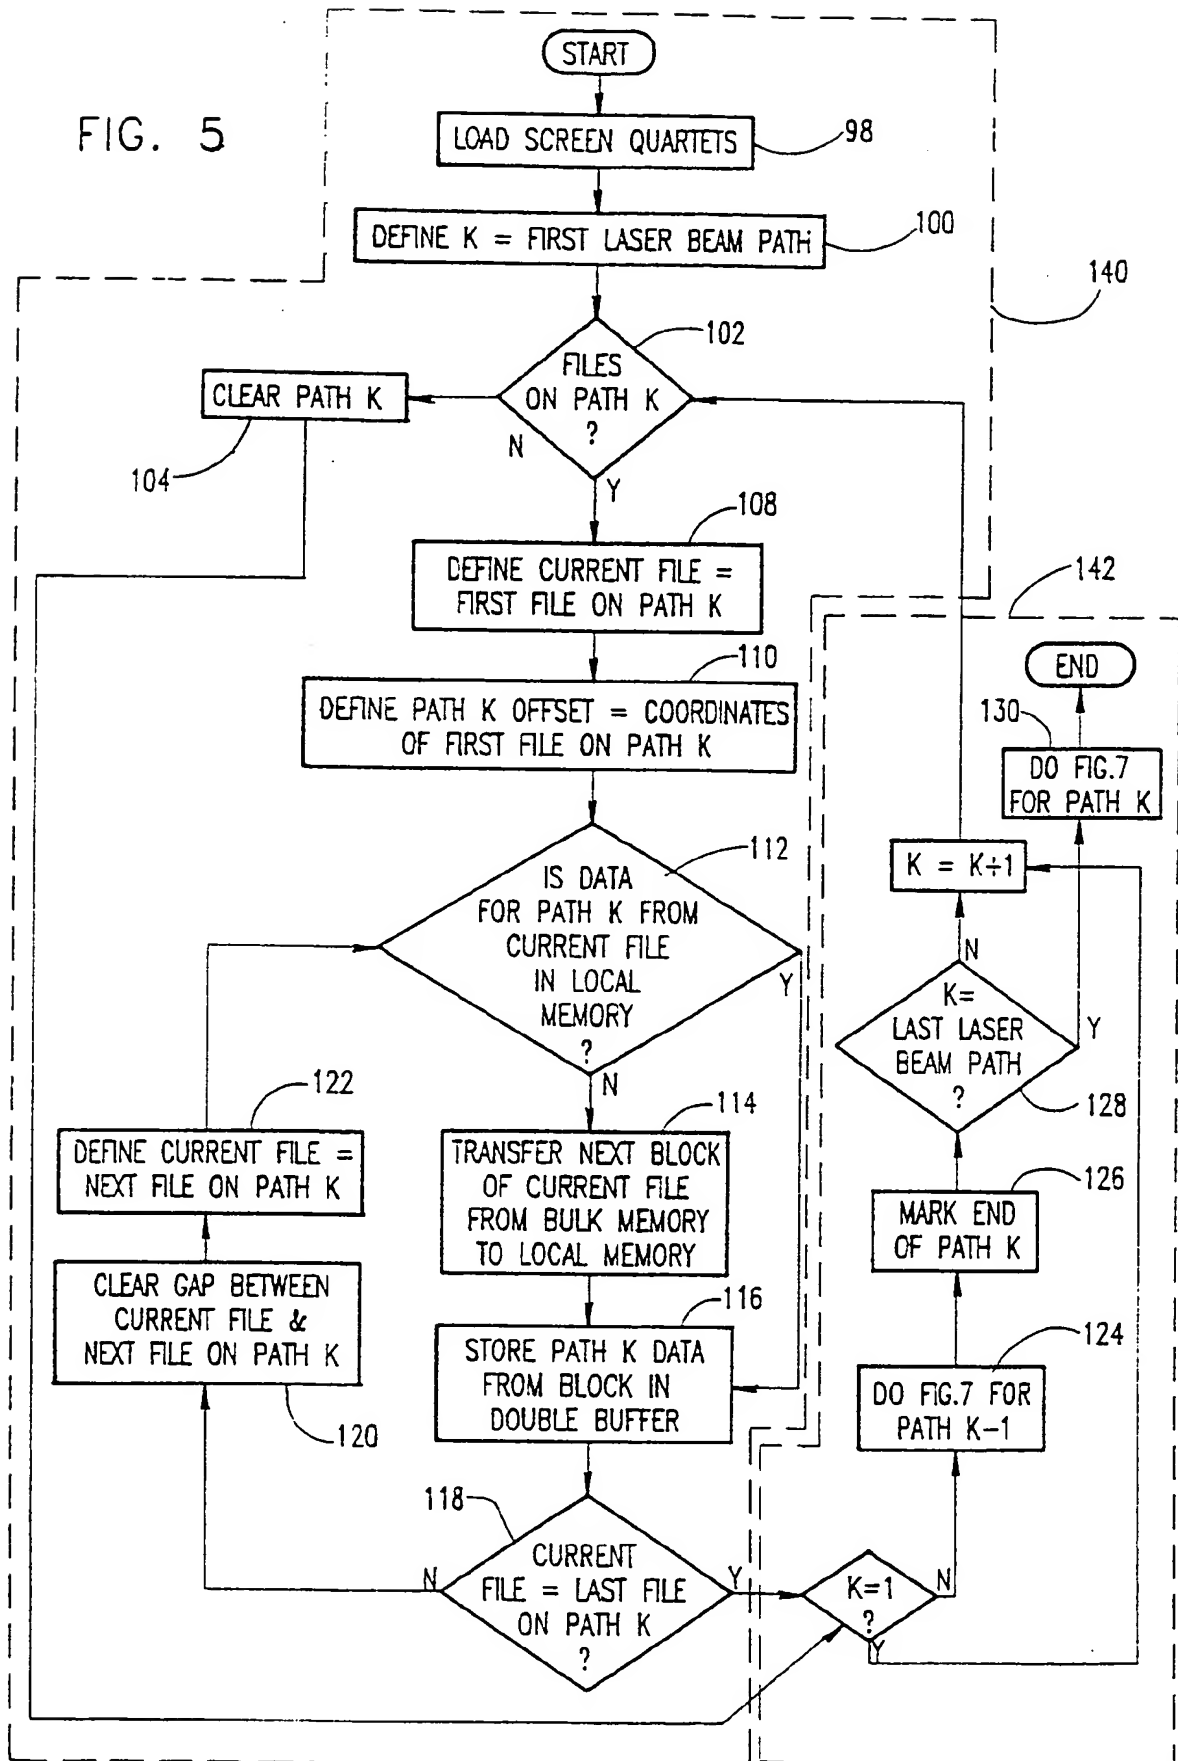 FIG. 5
START
LOAD SCREEN QUARTETS
98
DEFINE K = FIRST LASER BEAM PATH
100
140
102
FILES
ON PATH K
?
N
Y
CLEAR PATH K
104
108
DEFINE CURRENT FILE =
FIRST FILE ON PATH K
142
110
DEFINE PATH K OFFSET = COORDINATES
OF FIRST FILE ON PATH K
END
130
DO FIG.7
FOR PATH K
112
IS DATA
FOR PATH K FROM
CURRENT FILE
IN LOCAL
MEMORY
?
Y
N
K = K÷1
N
K=
LAST LASER
BEAM PATH
?
Y
128
122
DEFINE CURRENT FILE =
NEXT FILE ON PATH K
114
TRANSFER NEXT BLOCK
OF CURRENT FILE
FROM BULK MEMORY
TO LOCAL MEMORY
126
MARK END
OF PATH K
CLEAR GAP BETWEEN
CURRENT FILE &
NEXT FILE ON PATH K
120
116
STORE PATH K DATA
FROM BLOCK IN
DOUBLE BUFFER
124
DO FIG.7 FOR
PATH K-1
118
CURRENT
FILE = LAST FILE
ON PATH K
?
N
Y
K=1
?
N
Y